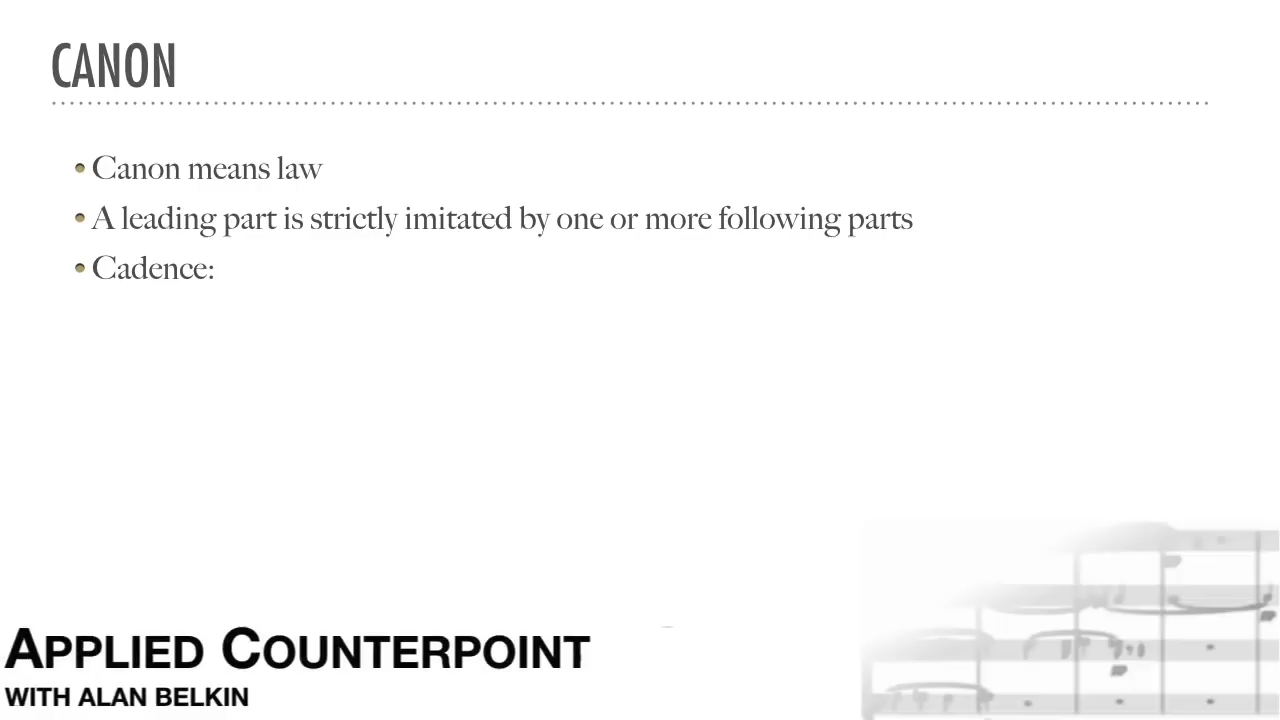 CANON
• Canon means law
• A leading part is strictly imitated by one or more following parts
• Cadence:
APPLIED COUNTERPOINT
WITH ALAN BELKIN